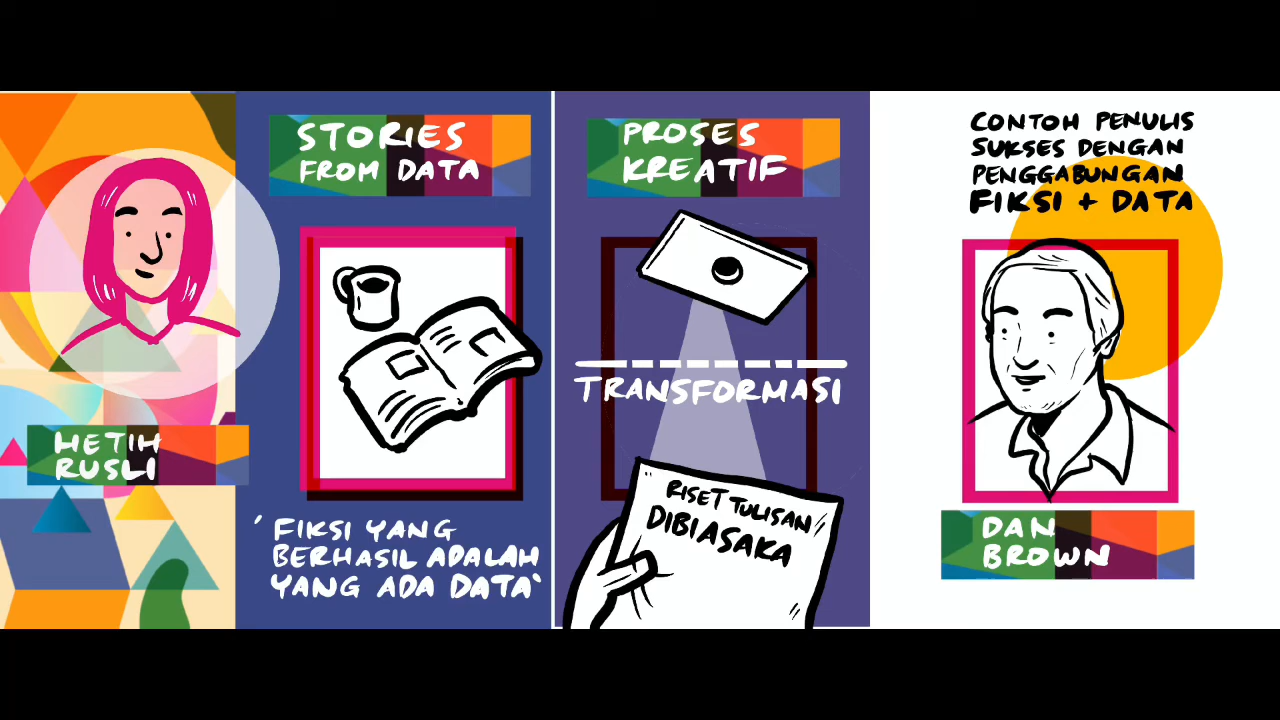 HETIH
RUSLI
STORIES
FROM DATA
'FIKSI YANG
BERHASIL ADALAH
YANG ADA DATA'
PROSES
KREATIF
TRANSFORMASI
RISET TULISAN
DIBIASAKA
CONTOH PENULIS
SUKSES DENGAN
PENGGABUNGAN
FIKSI + DATA
DAN
BROWN